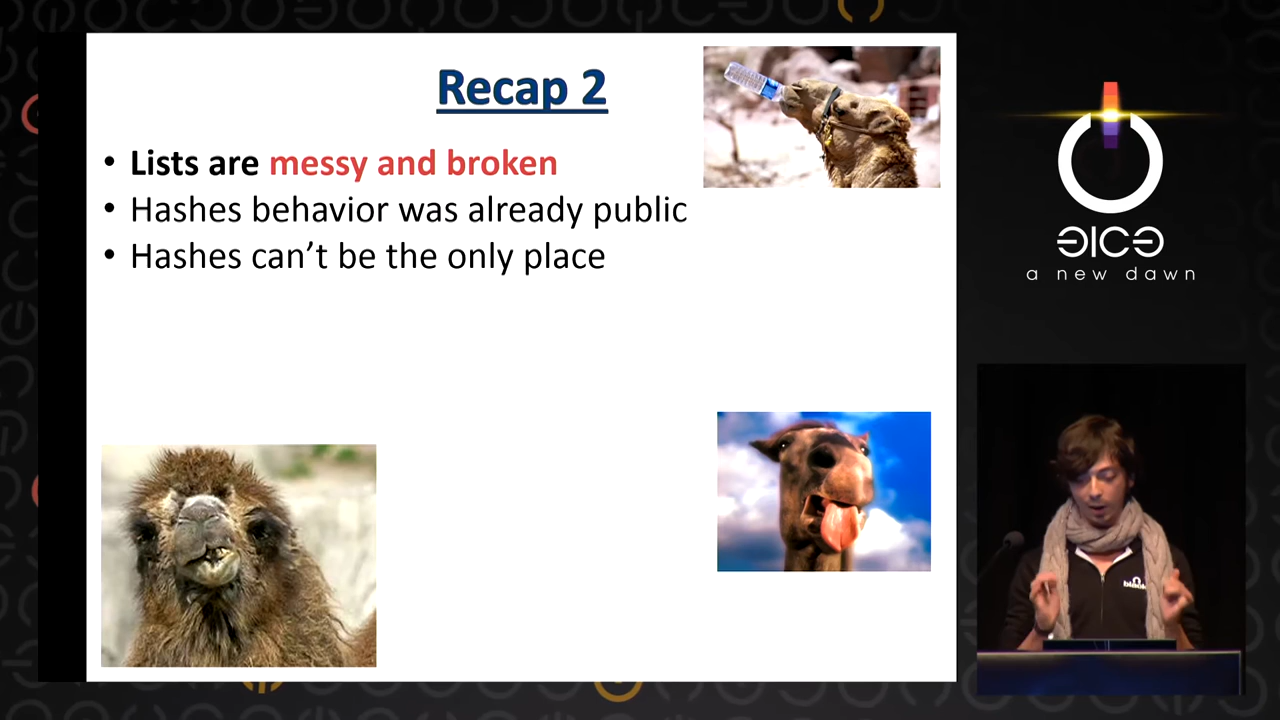 Recap 2
• Lists are messy and broken
• Hashes behavior was already public
• Hashes can’t be the only place
a new dawn